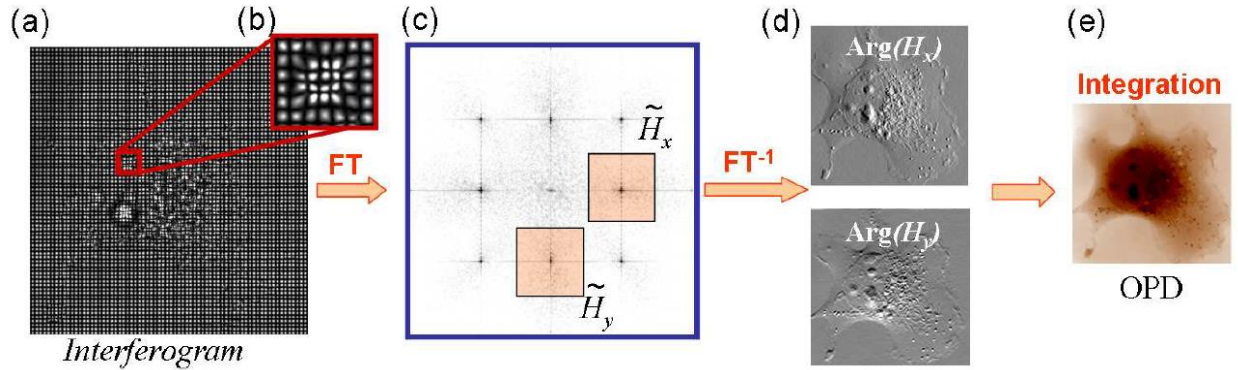 (a)
(b)
(c)
(d)
(e)
FT
H̃x
H̃y
FT⁻¹
Arg(Hx)
Arg(Hy)
Integration
OPD
Interferogram